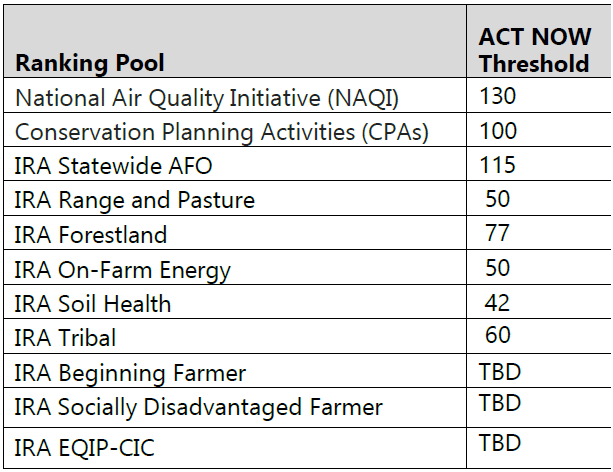 Ranking Pool ACT NOW Threshold
National Air Quality Initiative (NAQI) 130
Conservation Planning Activities (CPAs) 100
IRA Statewide AFO 115
IRA Range and Pasture 50
IRA Forestland 77
IRA On-Farm Energy 50
IRA Soil Health 42
IRA Tribal 60
IRA Beginning Farmer TBD
IRA Socially Disadvantaged Farmer TBD
IRA EQIP-CIC TBD